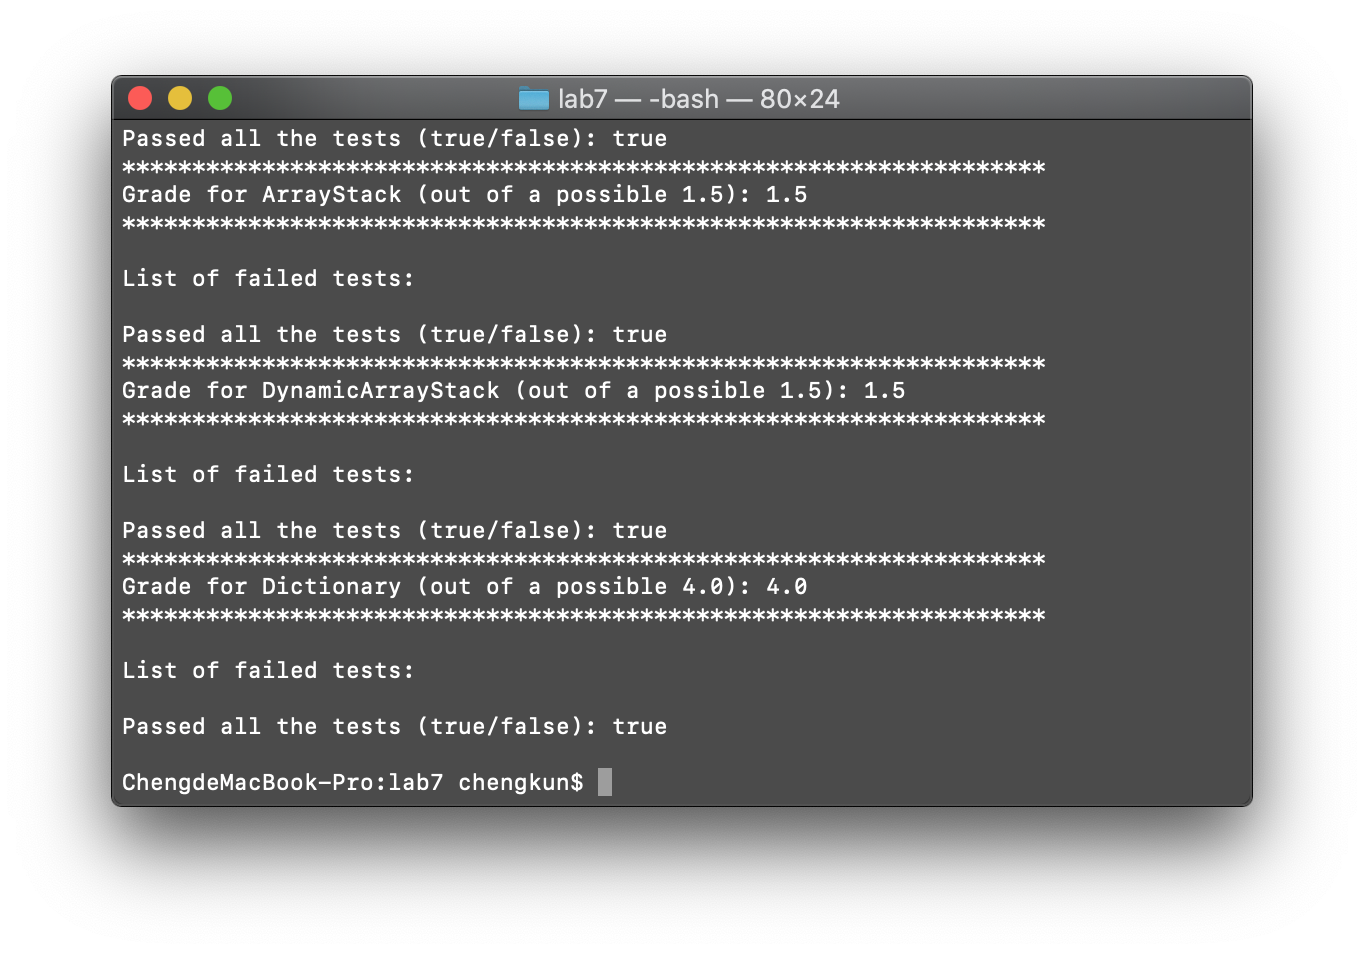 lab7 — -bash — 80×24
Passed all the tests (true/false): true
******************************************************************
Grade for ArrayStack (out of a possible 1.5): 1.5
******************************************************************
List of failed tests:
Passed all the tests (true/false): true
******************************************************************
Grade for DynamicArrayStack (out of a possible 1.5): 1.5
******************************************************************
List of failed tests:
Passed all the tests (true/false): true
******************************************************************
Grade for Dictionary (out of a possible 4.0): 4.0
******************************************************************
List of failed tests:
Passed all the tests (true/false): true
ChengdeMacBook-Pro:lab7 chengkun$